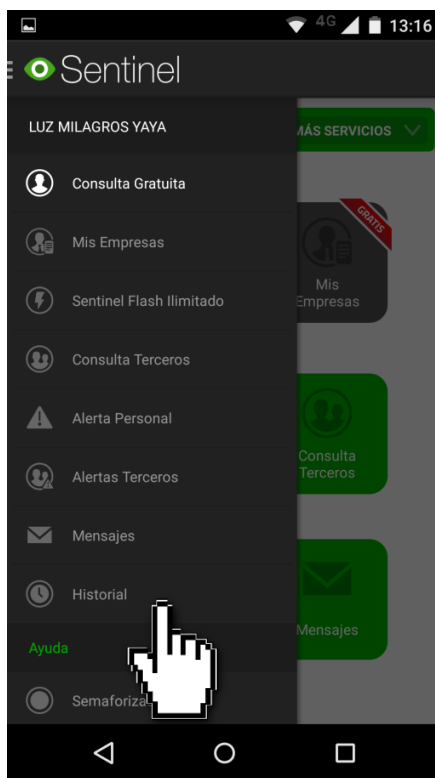 4G 13:16
Sentinel
LUZ MILAGROS YAYA
MÁS SERVICIOS
Consulta Gratuita
GRATIS
Mis Empresas
Mis
Empresas
Sentinel Flash Ilimitado
Consulta Terceros
Alerta Personal
Consulta
Terceros
Alertas Terceros
Mensajes
Historial
Mensajes
Ayuda
Semaforiza